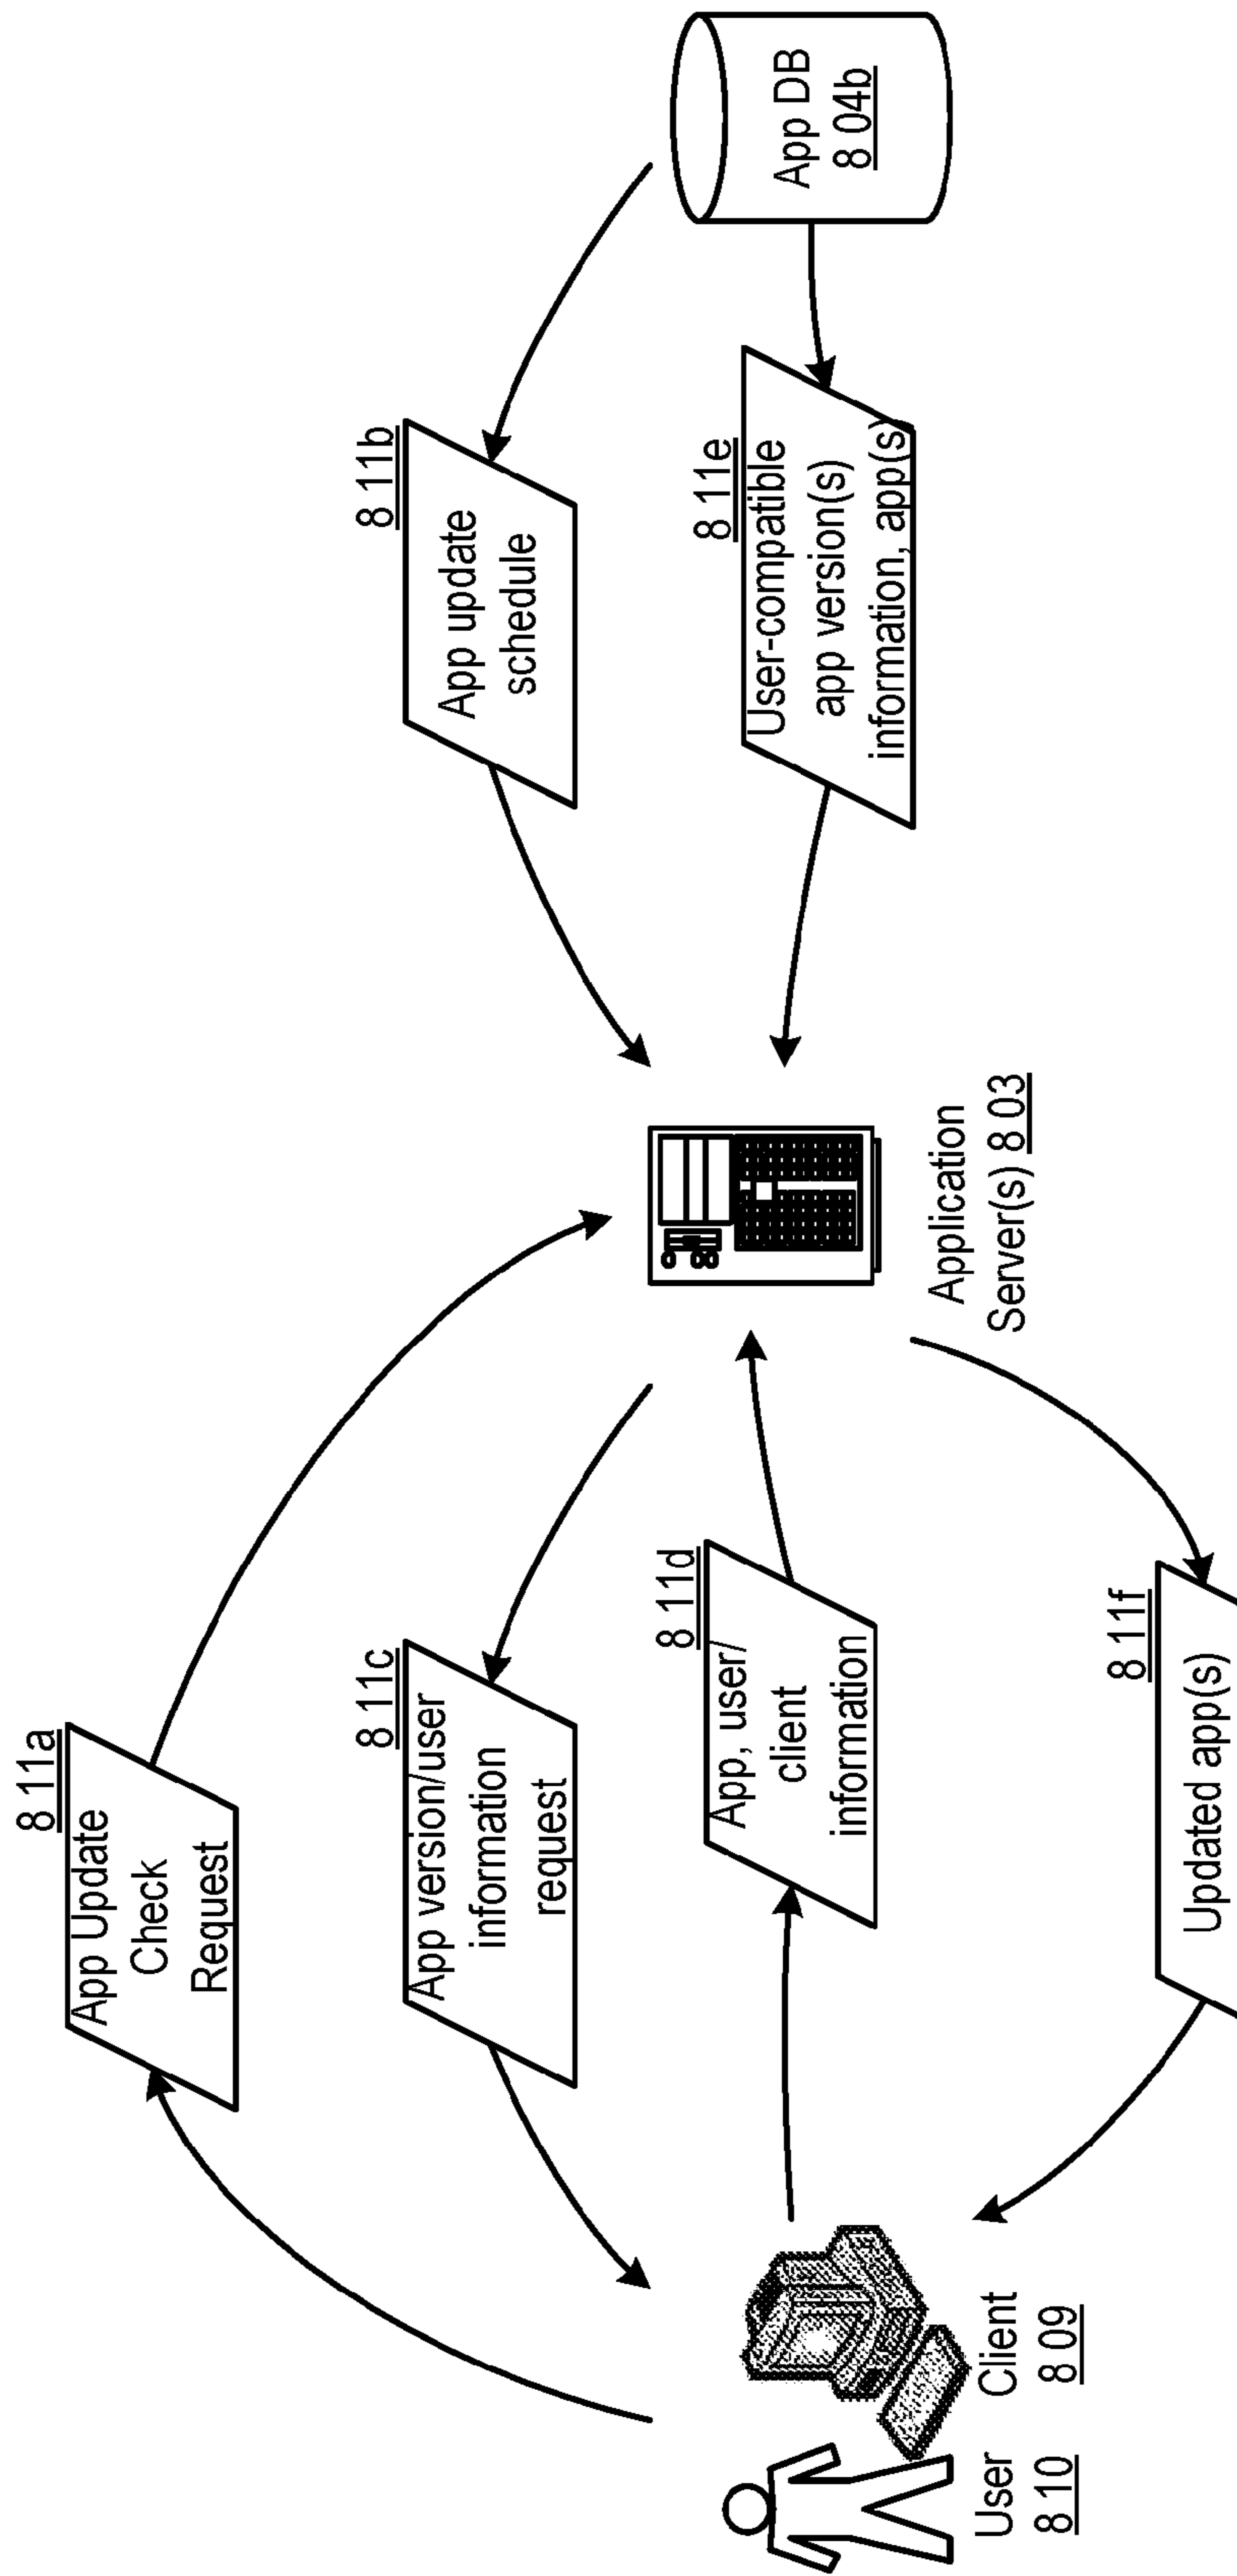 8 11a
App Update
Check
Request
8 11c
App version/user
information
request
8 11b
App update
schedule
8 11d
App, user/
client
information
8 11e
User-compatible
app version(s)
information, app(s)
8 11f
Updated app(s)
User
8 10
Client
8 09
Application
Server(s) 8 03
App DB
8 04b